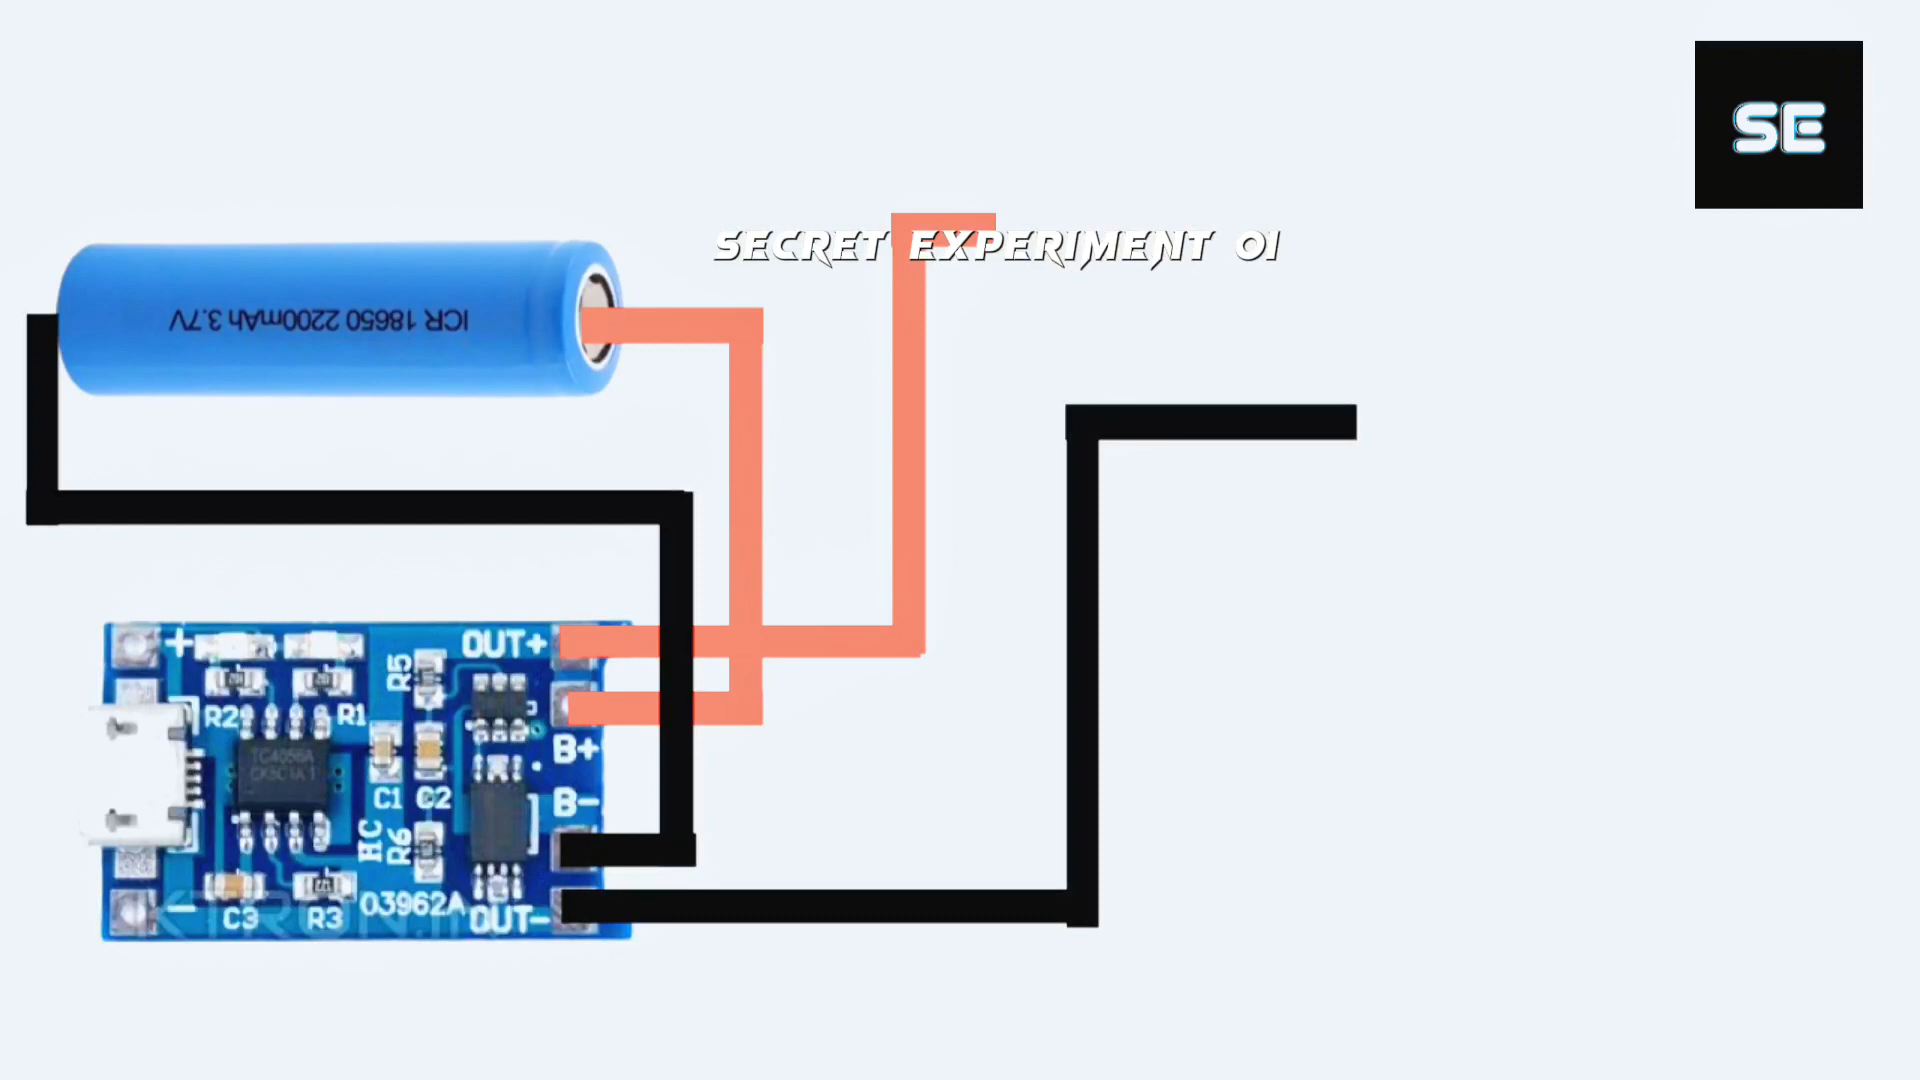 SE
SECRET EXPERIMENT 01
ICR 18650 2200mAh 3.7V
+
OUT+
R5
R2
R1
B+
TC4056A
C1
C2
B-
HC
R6
03962A
-
C3
R3
OUT-